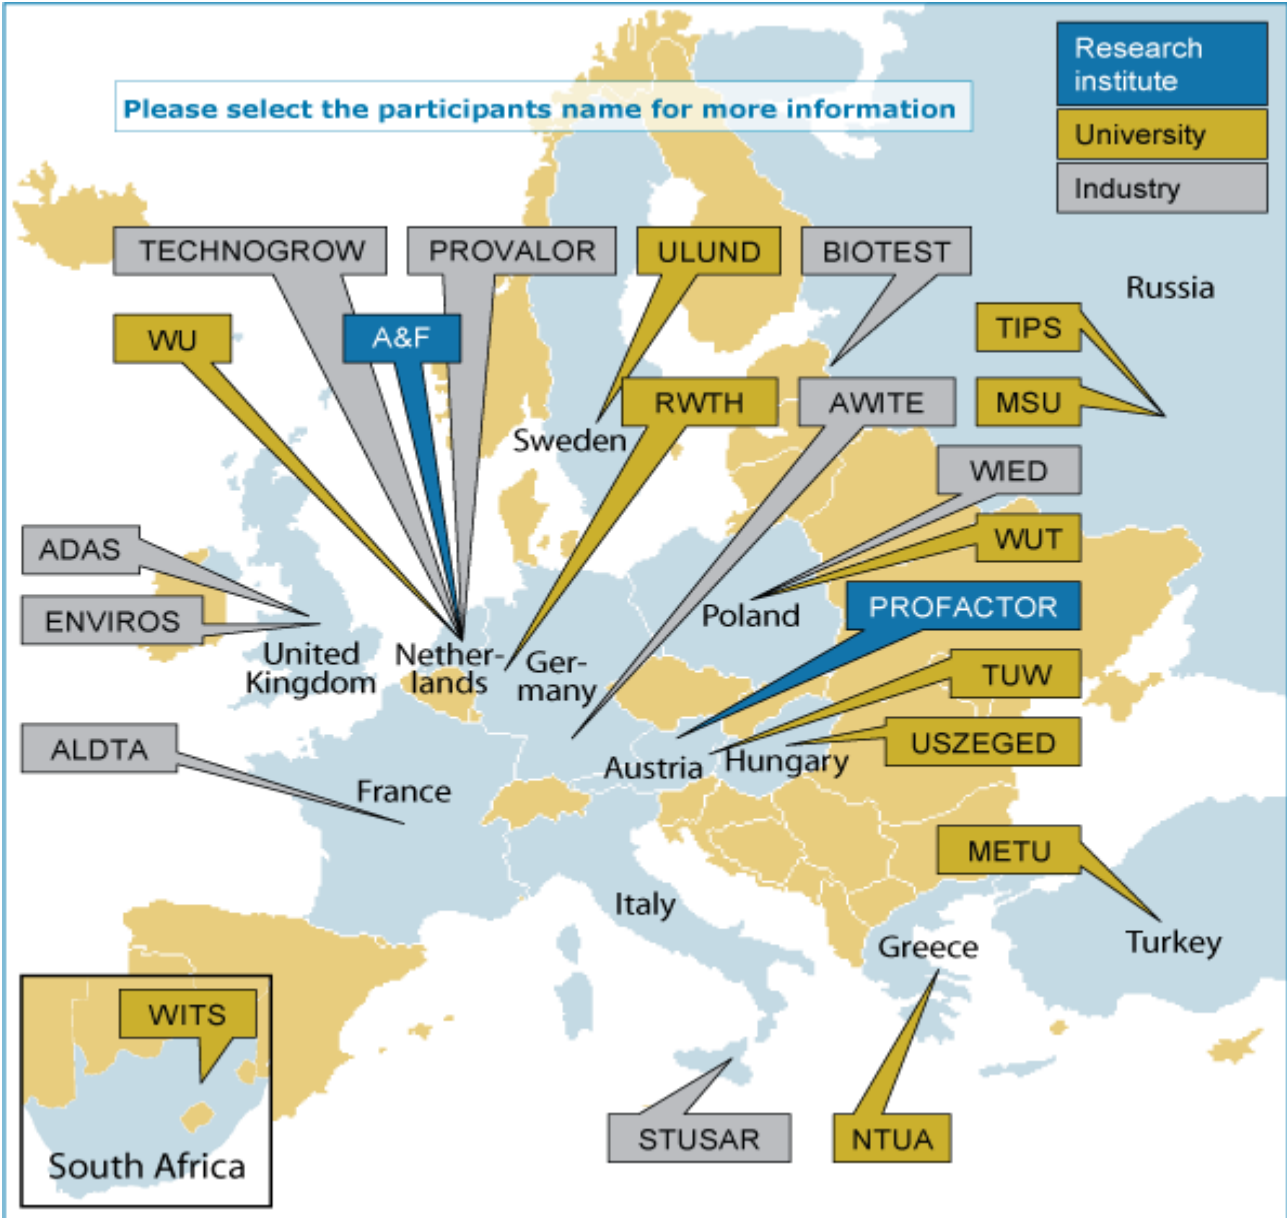 Research
institute
University
Industry
Please select the participants name for more information
TECHNOGROW
PROVALOR
ULUND
BIOTEST
Russia
WU
A&F
TIPS
RWTH
AWITE
MSU
Sweden
WIED
ADAS
WUT
ENVIROS
Poland
PROFACTOR
United
Kingdom
Nether-
lands
Ger-
many
TUW
ALDTA
Austria
Hungary
USZEGED
France
METU
Italy
Greece
Turkey
WITS
South Africa
STUSAR
NTUA